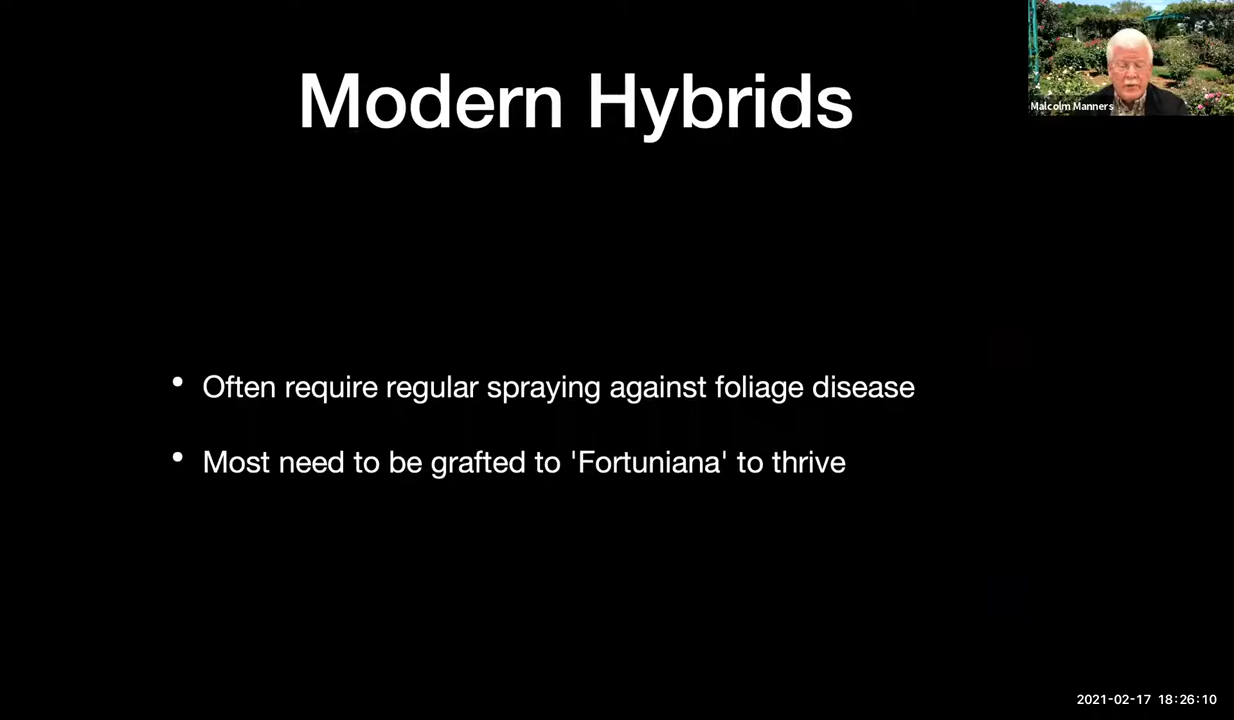 Modern Hybrids
Malcolm Manners
• Often require regular spraying against foliage disease
• Most need to be grafted to 'Fortuniana' to thrive
2021-02-17 18:26:10